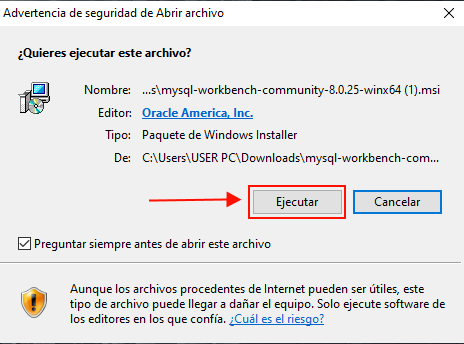 Advertencia de seguridad de Abrir archivo
¿Quieres ejecutar este archivo?
Nombre: ...s\mysql-workbench-community-8.0.25-winx64 (1).msi
Editor: Oracle America, Inc.
Tipo: Paquete de Windows Installer
De: C:\Users\USER PC\Downloads\mysql-workbench-com...
Ejecutar Cancelar
Preguntar siempre antes de abrir este archivo
Aunque los archivos procedentes de Internet pueden ser útiles, este
tipo de archivo puede llegar a dañar el equipo. Solo ejecute software de
los editores en los que confía. ¿Cuál es el riesgo?